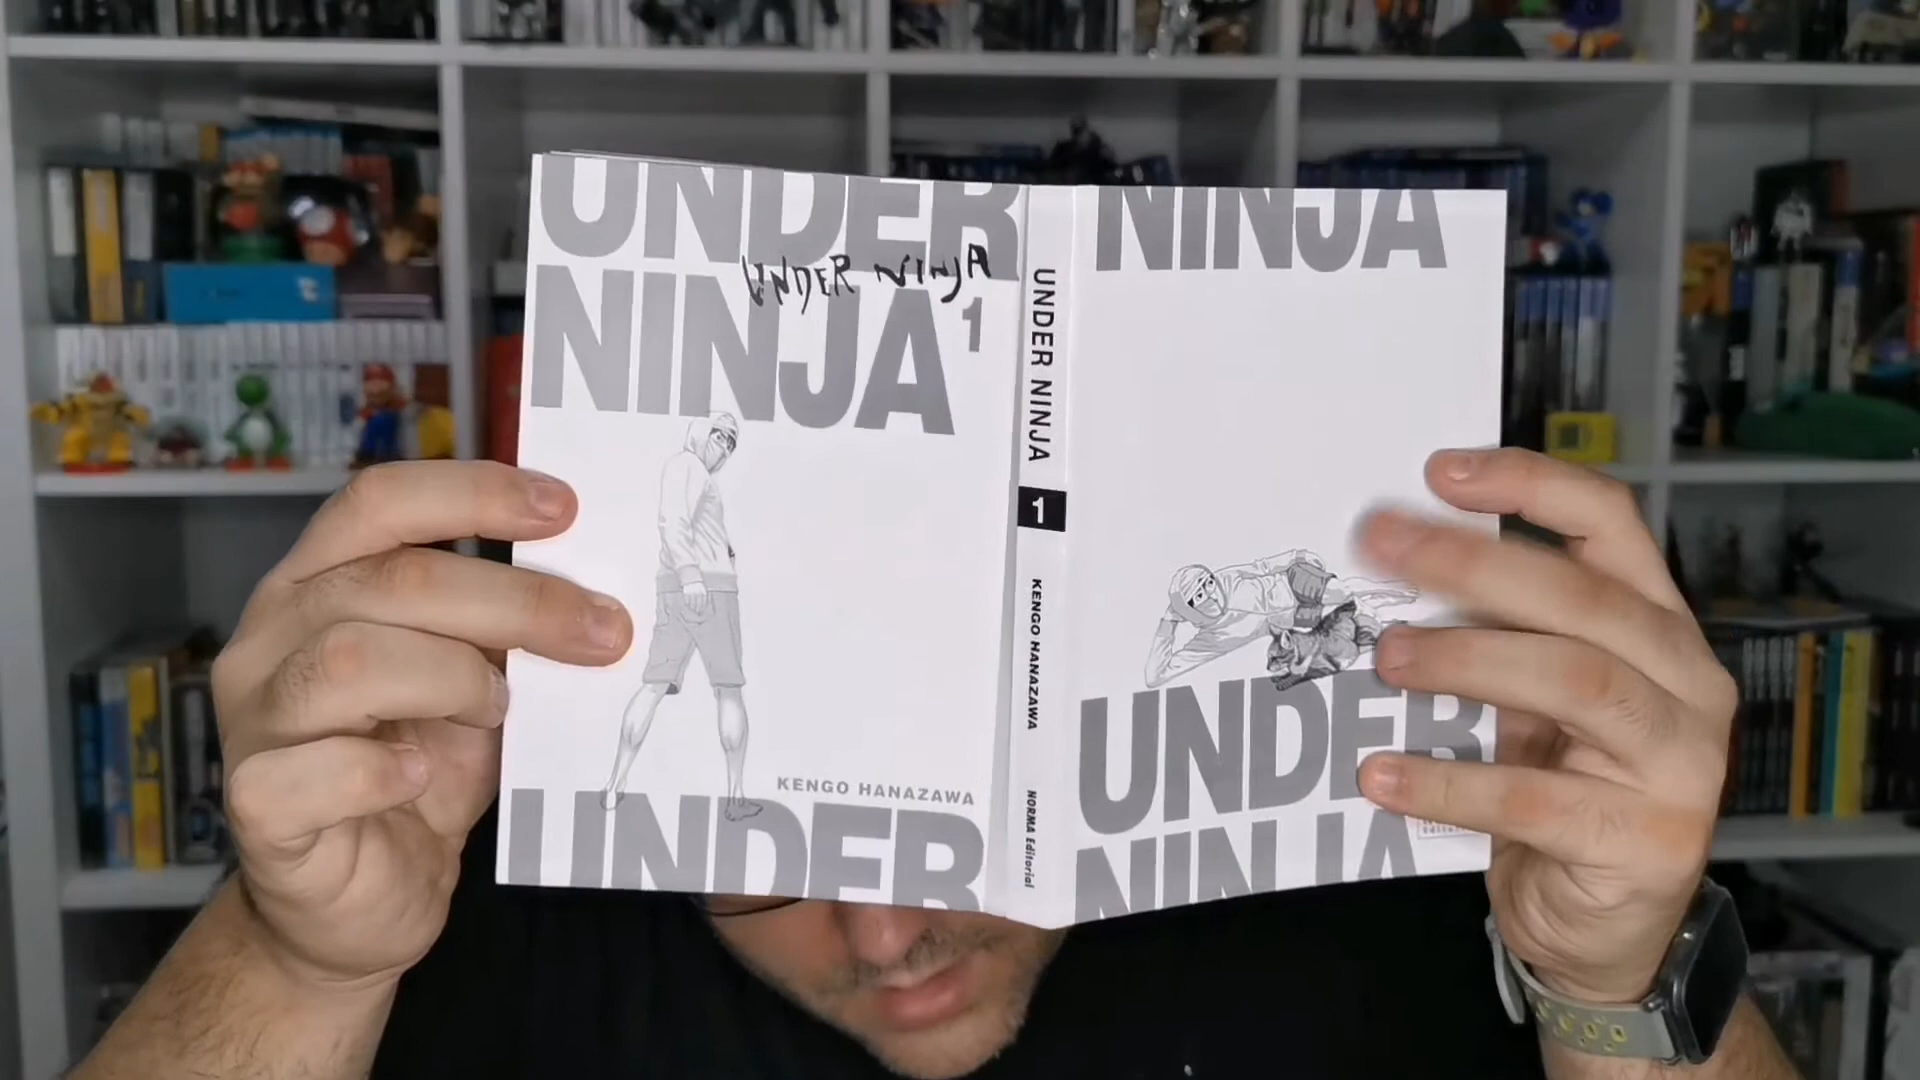 UNDER
UNDER NINJA
NINJA 1
KENGO HANAZAWA
UNDER
UNDER NINJA
1
KENGO HANAZAWA
NORMA Editorial
NINJA
UNDER
NINJA